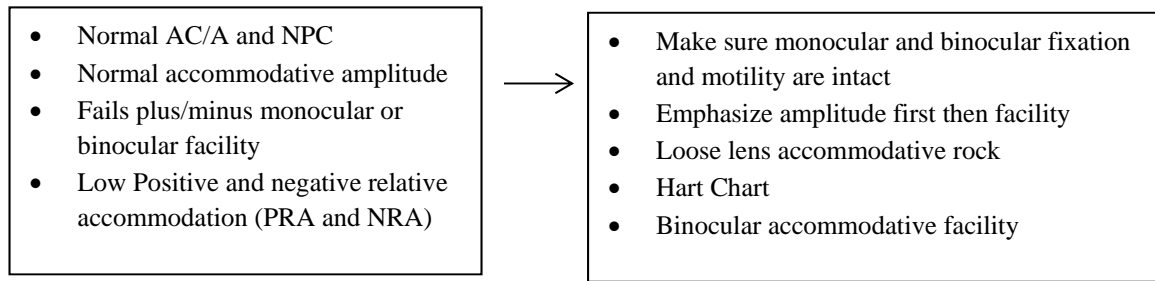 • Normal AC/A and NPC
• Normal accommodative amplitude
• Fails plus/minus monocular or
binocular facility
• Low Positive and negative relative
accommodation (PRA and NRA)
• Make sure monocular and binocular fixation
and motility are intact
• Emphasize amplitude first then facility
• Loose lens accommodative rock
• Hart Chart
• Binocular accommodative facility